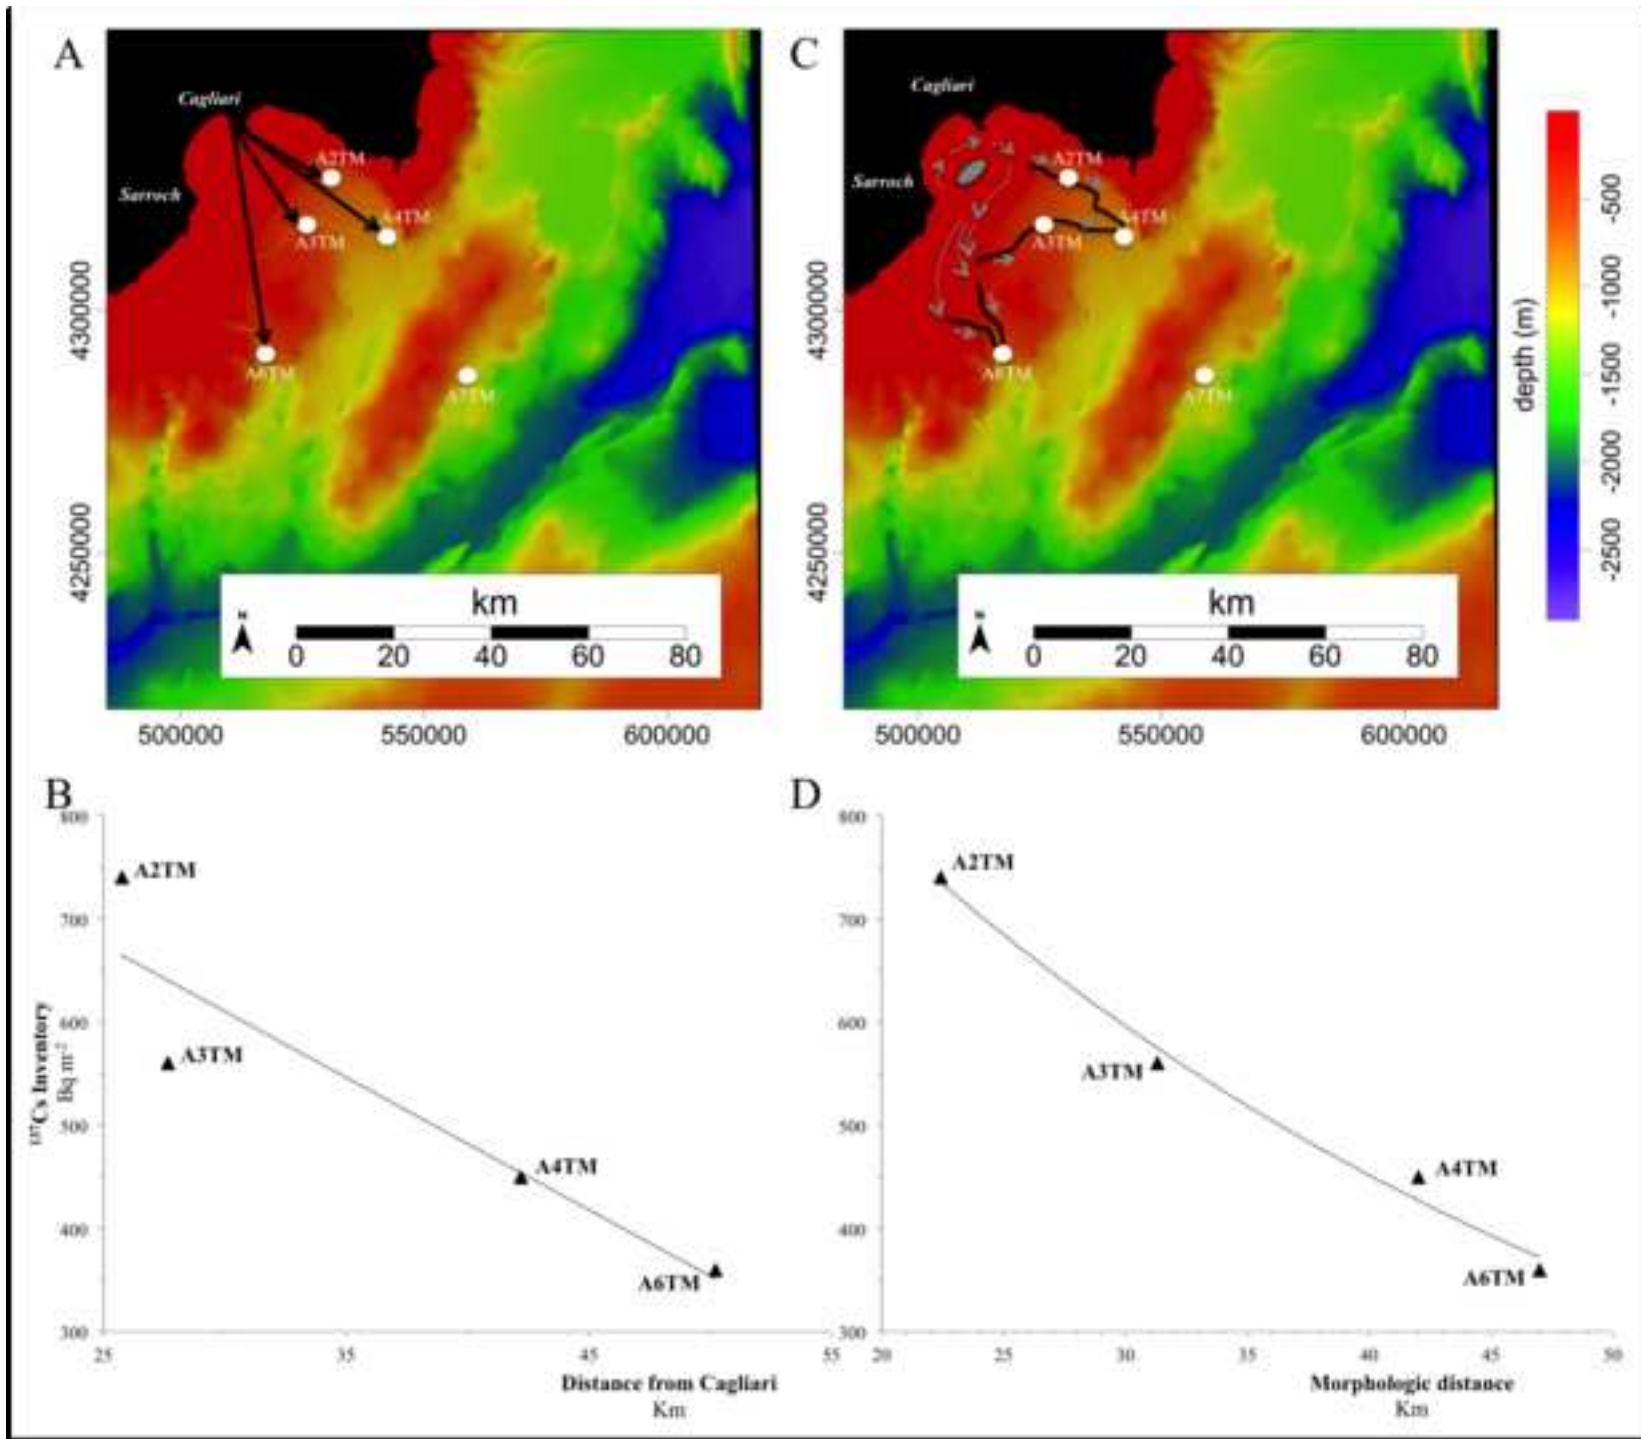 A
Cagliari
Sarroch
A2TM
A3TM
A4TM
A6TM
A7TM
4300000
4250000
km
N
0 20 40 60 80
500000 550000 600000
C
Cagliari
Sarroch
A2TM
A3TM
A4TM
A6TM
A7TM
4300000
4250000
km
N
0 20 40 60 80
500000 550000 600000
depth (m)
-500
-1000
-1500
-2000
-2500
B
800
700
600
500
400
300
¹³⁷Cs Inventory
Bq m⁻²
A2TM
A3TM
A4TM
A6TM
25 35 45 55
Distance from Cagliari
Km
D
800
700
600
500
400
300
A2TM
A3TM
A4TM
A6TM
20 25 30 35 40 45 50
Morphologic distance
Km